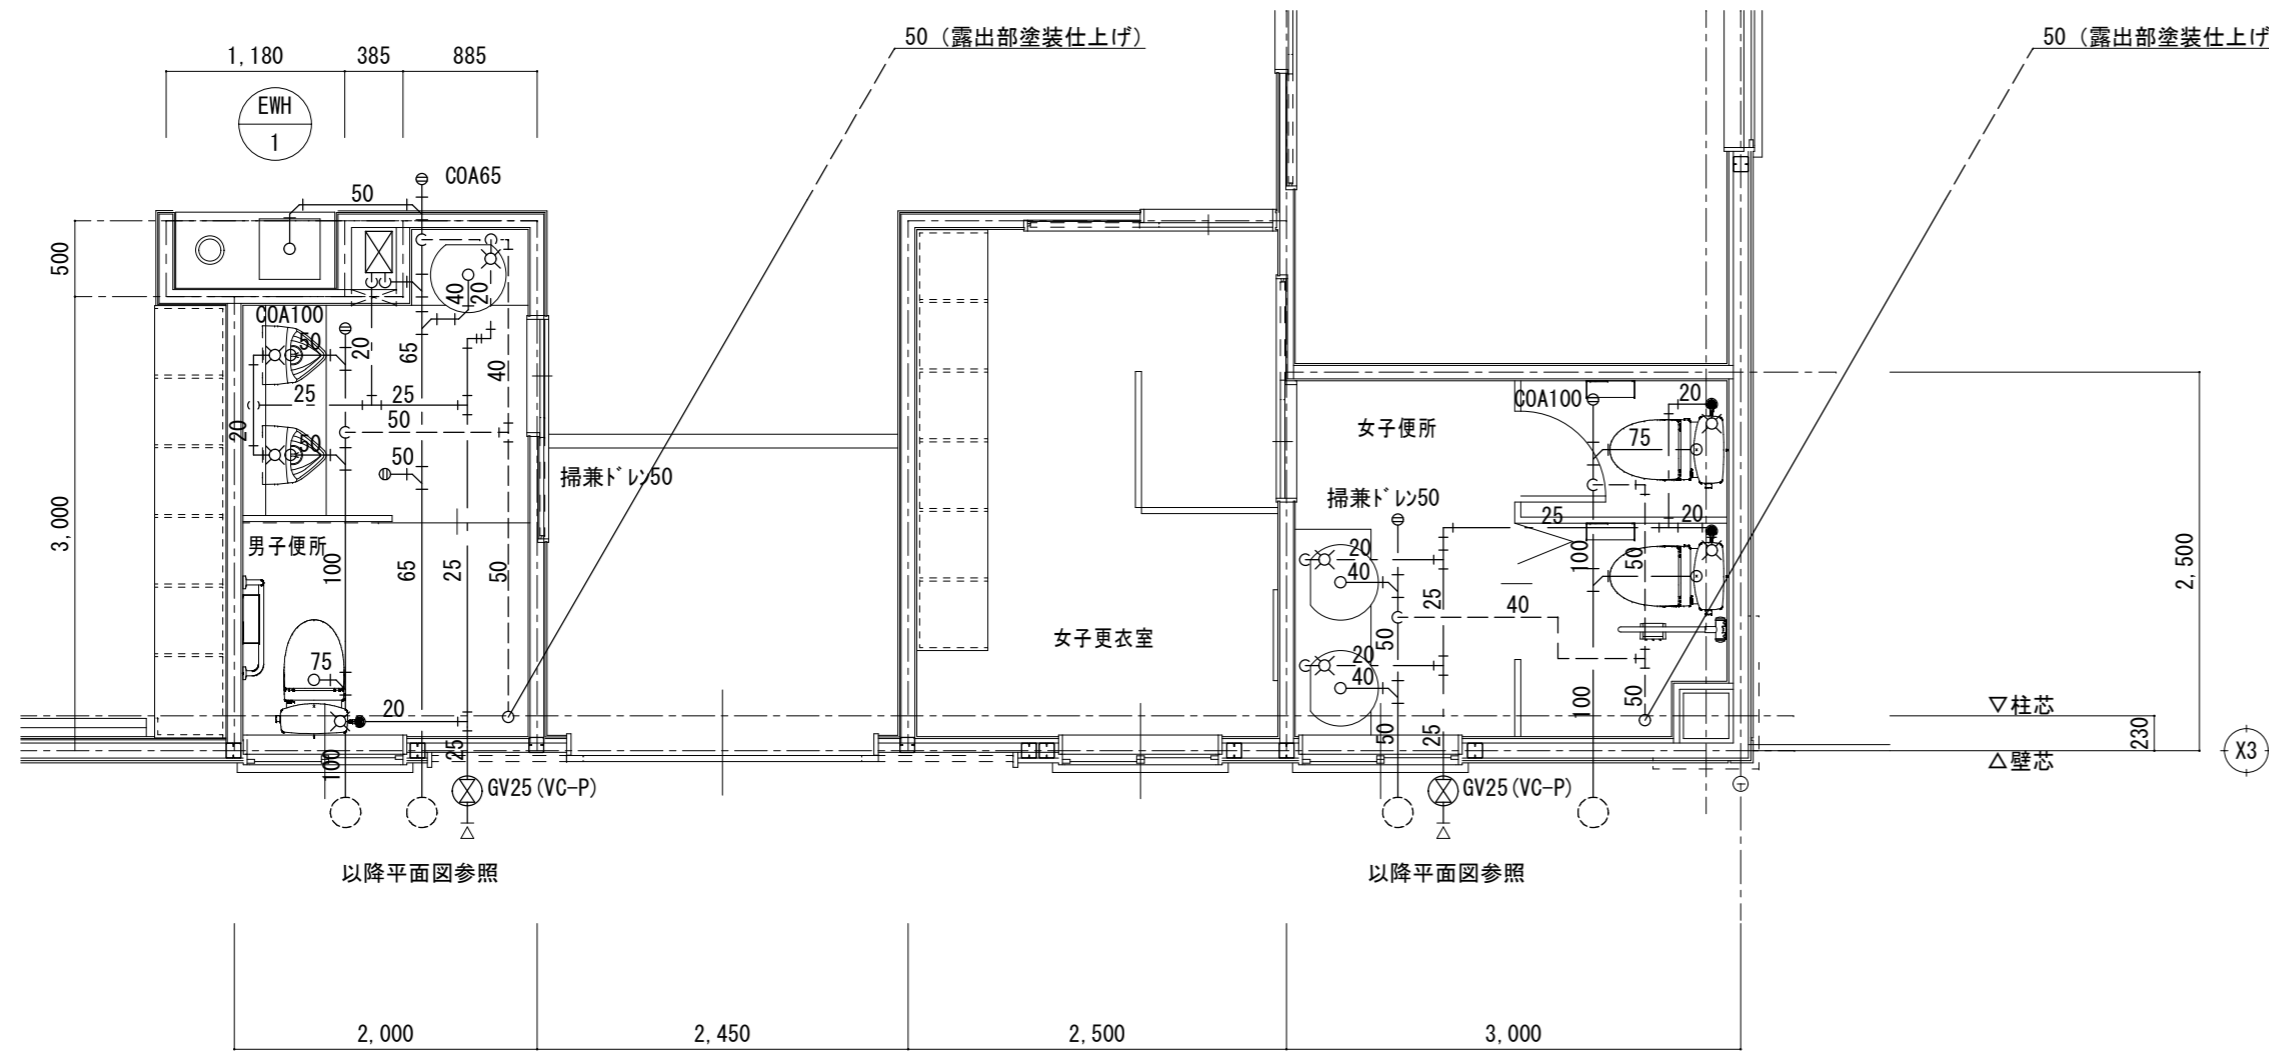 50 (露出部塗装仕上げ)
50 (露出部塗装仕上げ
1,180
385
885
EWH
1
COA65
50
500
40
20
COA100
50
20
65
40
25
25
50
20
50
50
掃兼ﾄﾞﾚﾝ50
3,000
男子便所
100
65
25
50
75
20
100
25
GV25(VC-P)
以降平面図参照
女子更衣室
女子便所
COA100
20
75
掃兼ﾄﾞﾚﾝ50
25
20
20
40
25
100
50
40
50
20
40
50
25
100
50
GV25(VC-P)
以降平面図参照
2,500
▽柱芯
230
△壁芯
X3
2,000
2,450
2,500
3,000